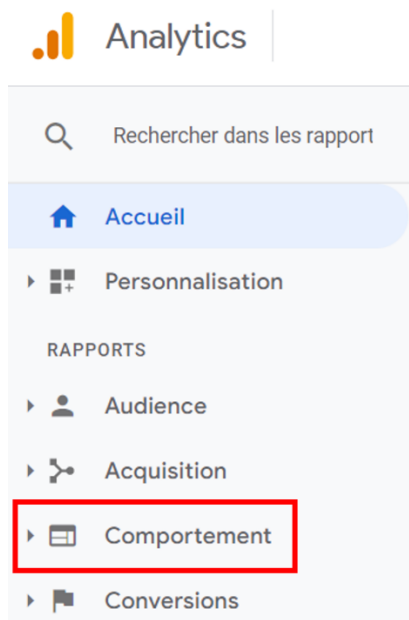 Analytics
Rechercher dans les rapport
Accueil
Personnalisation
RAPPORTS
Audience
Acquisition
Comportement
Conversions